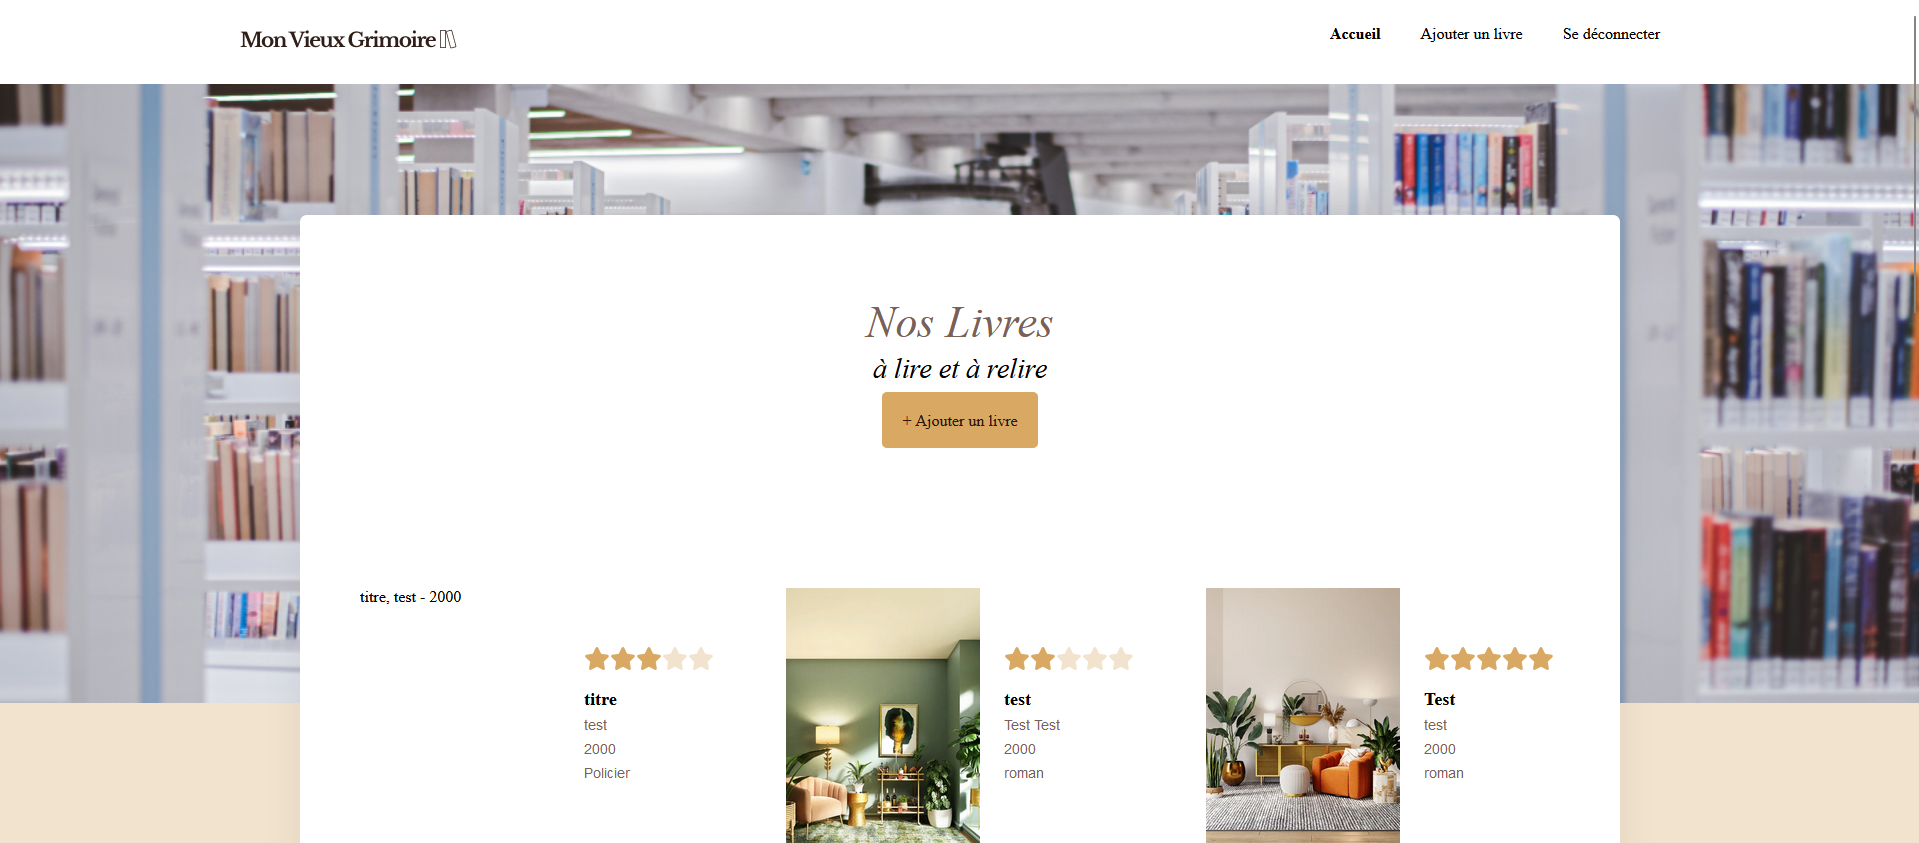 Mon Vieux Grimoire
Accueil
Ajouter un livre
Se déconnecter
Nos Livres
à lire et à relire
+ Ajouter un livre
titre, test - 2000
titre
test
2000
Policier
test
Test Test
2000
roman
Test
test
2000
roman